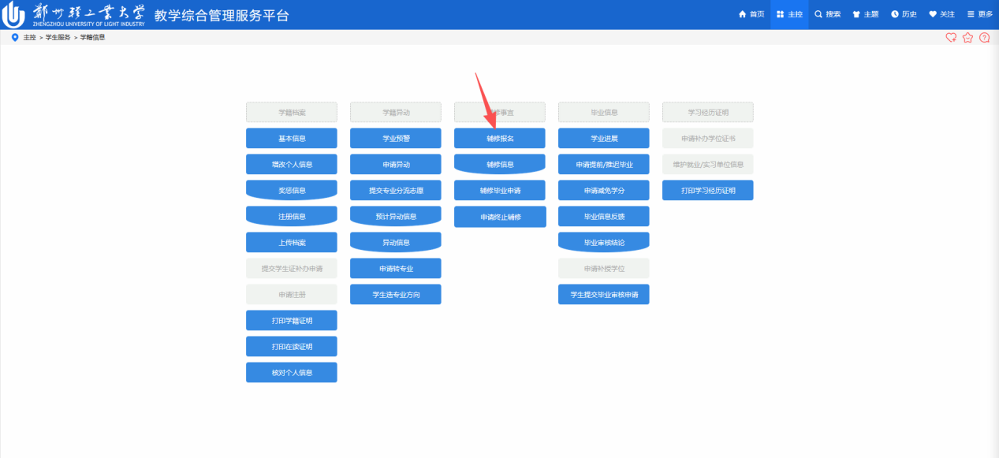 郑州轻工业大学
ZHENGZHOU UNIVERSITY OF LIGHT INDUSTRY
教学综合管理服务平台
首页 主控 搜索 主题 历史 关注 更多
主控 > 学生服务 > 学籍信息
学籍档案 学籍异动 修事宜 毕业信息 学习经历证明
基本信息 学业预警 辅修报名 学业进展 申请补办学位证书
增改个人信息 申请异动 辅修信息 申请提前/推迟毕业 维护就业/实习单位信息
奖惩信息 提交专业分流志愿 辅修毕业申请 申请减免学分 打印学习经历证明
注册信息 预计异动信息 申请终止辅修 毕业信息反馈
上传档案 异动信息 毕业审核结论
提交学生证补办申请 申请转专业 申请补授学位
申请注册 学生选专业方向 学生提交毕业审核申请
打印学籍证明
打印在读证明
核对个人信息